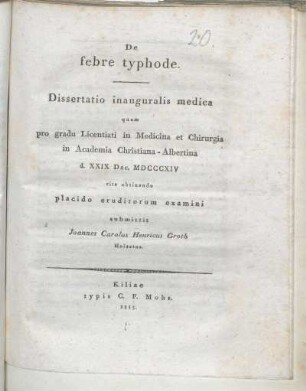 20.
De
febre typhode.
Dissertatio inauguralis medica
quam
pro gradu Licentiati in Medicina et Chirurgia
in Academia Christiana-Albertina
d. XXIX Dec. MDCCCXIV
rite obtinendo
placido eruditorum examini
submittit
Joannes Carolus Henricus Groth
Holsatus.
Kiliae
typis C. F. Mohr.